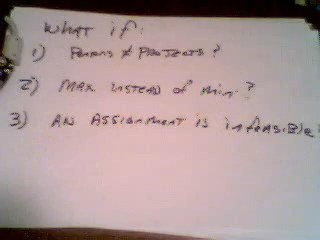 WHAT if:
1) Persons ≠ Projects?
2) MAX INSTEAD of min?
3) AN ASSIGNMENT is infeasible?